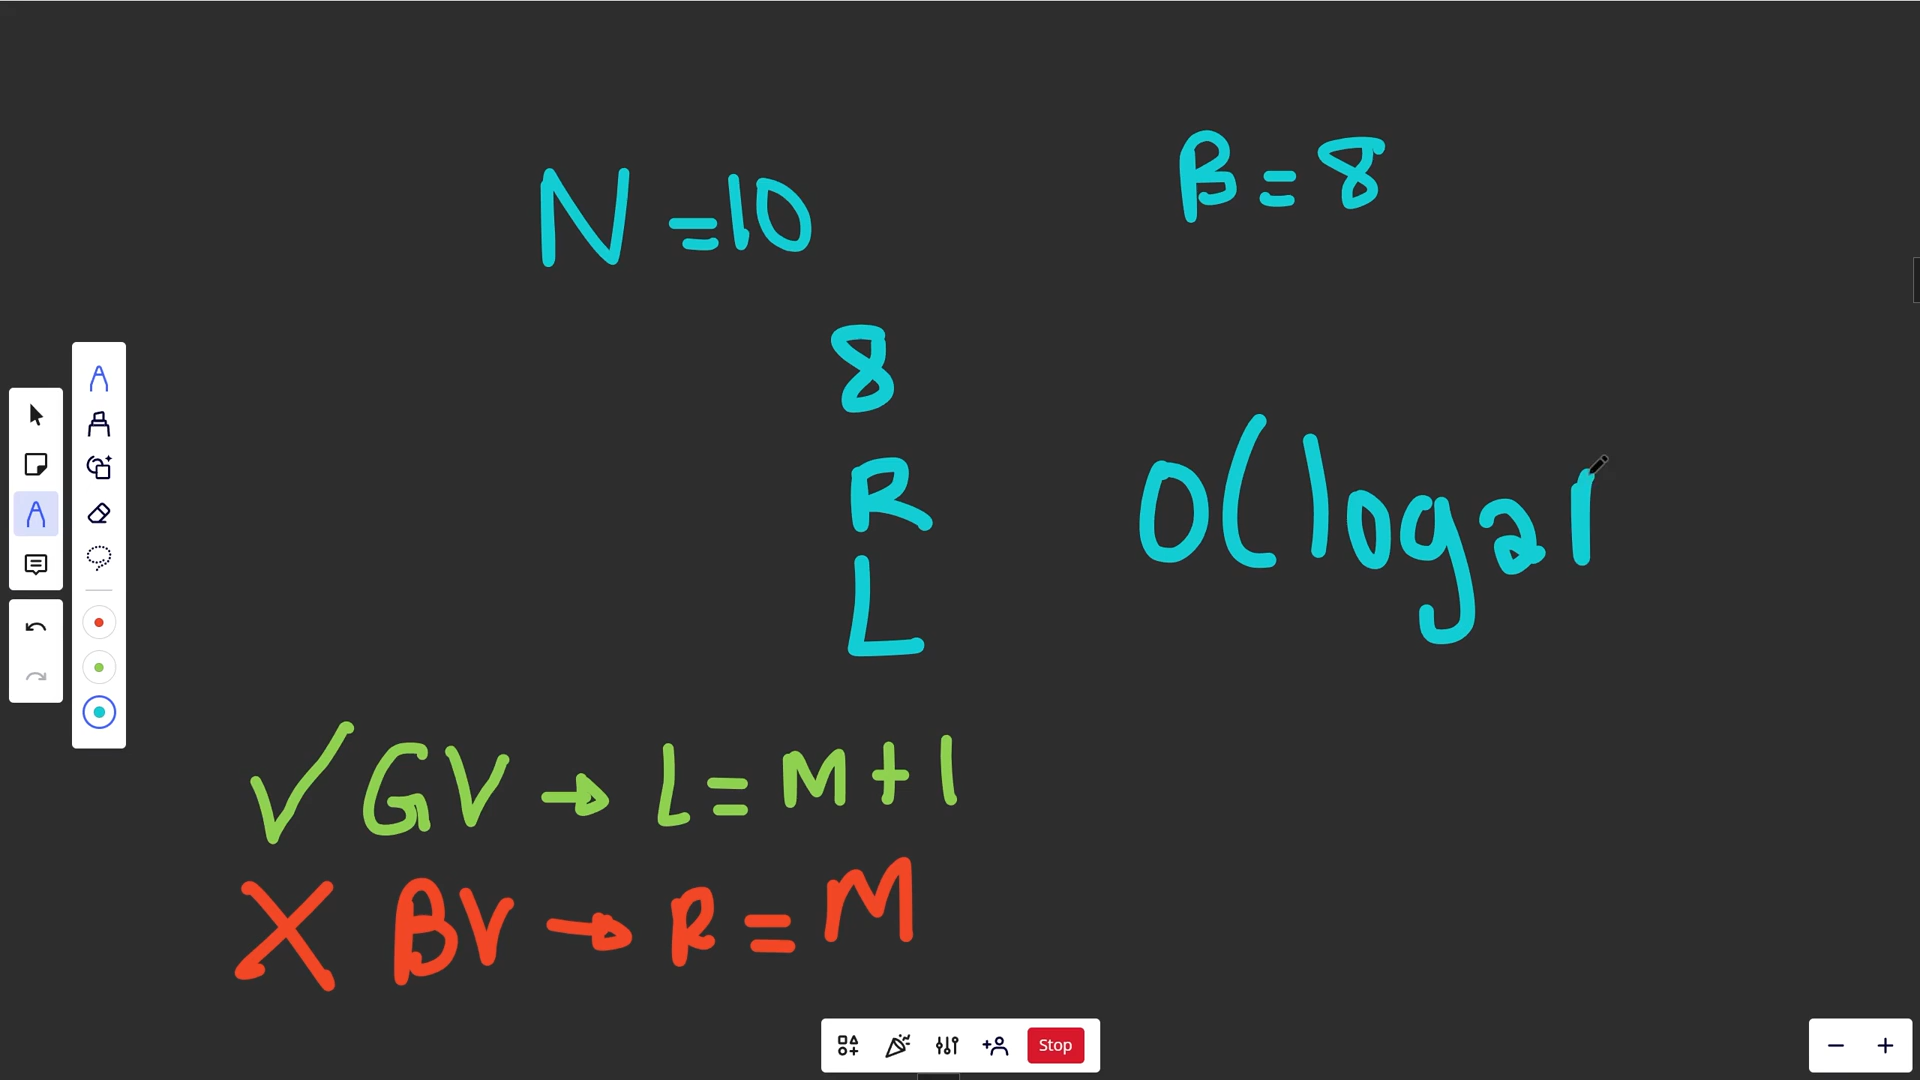 N = 10
B = 8
8
R
L
O(log2
✓ GV → L = M + 1
X BV → R = M
Stop